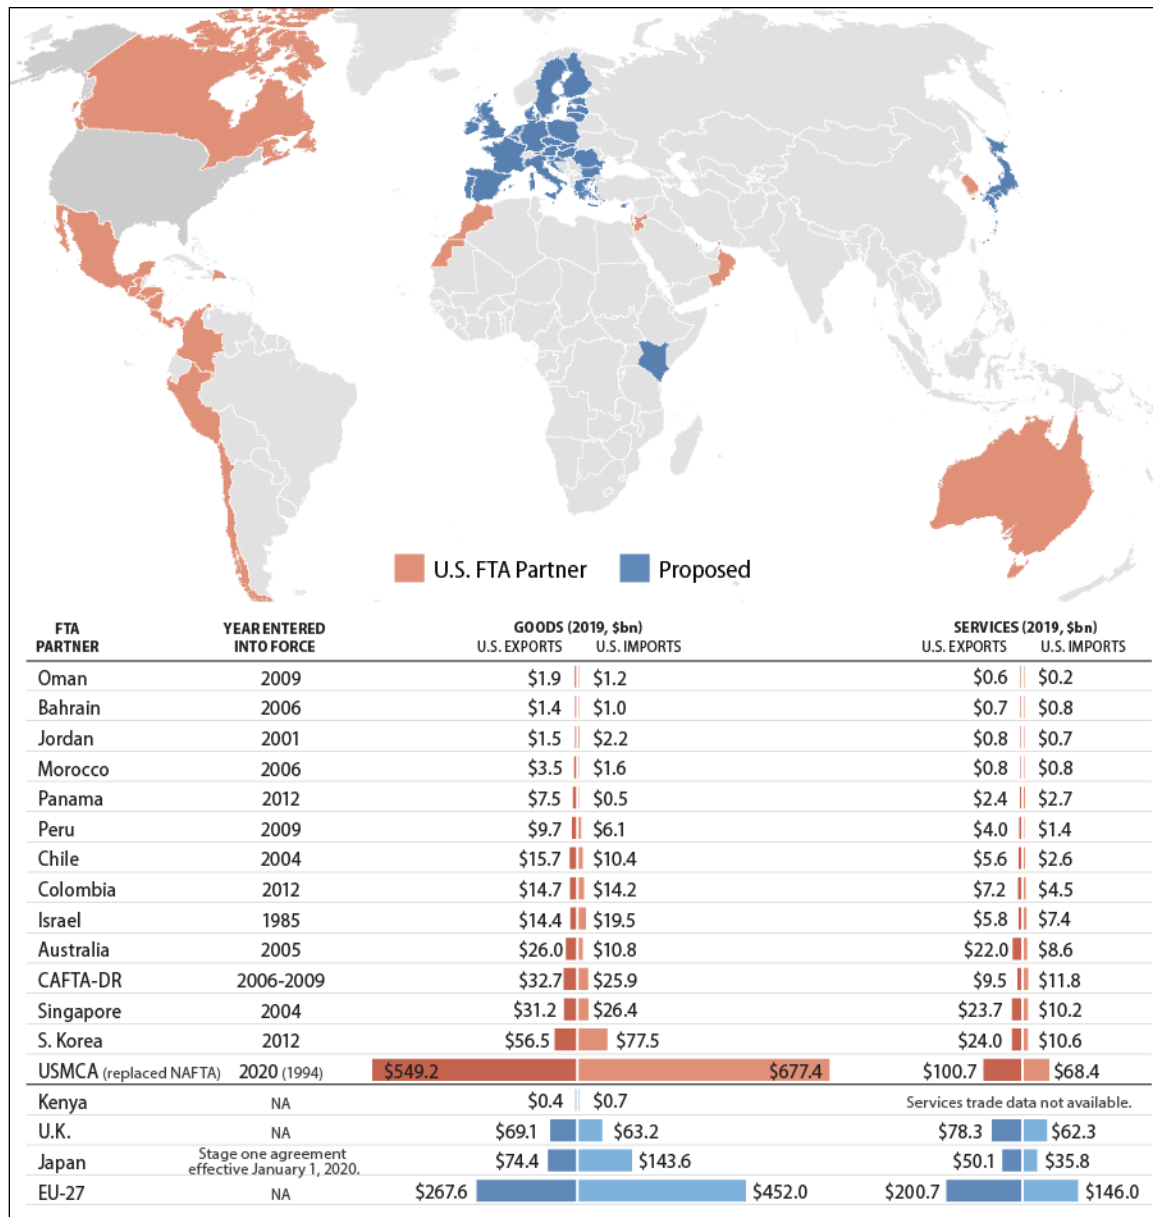 U.S. FTA Partner
Proposed
FTA PARTNER YEAR ENTERED INTO FORCE GOODS (2019, $bn) U.S. EXPORTS U.S. IMPORTS SERVICES (2019, $bn) U.S. EXPORTS U.S. IMPORTS
Oman 2009 $1.9 $1.2 $0.6 $0.2
Bahrain 2006 $1.4 $1.0 $0.7 $0.8
Jordan 2001 $1.5 $2.2 $0.8 $0.7
Morocco 2006 $3.5 $1.6 $0.8 $0.8
Panama 2012 $7.5 $0.5 $2.4 $2.7
Peru 2009 $9.7 $6.1 $4.0 $1.4
Chile 2004 $15.7 $10.4 $5.6 $2.6
Colombia 2012 $14.7 $14.2 $7.2 $4.5
Israel 1985 $14.4 $19.5 $5.8 $7.4
Australia 2005 $26.0 $10.8 $22.0 $8.6
CAFTA-DR 2006-2009 $32.7 $25.9 $9.5 $11.8
Singapore 2004 $31.2 $26.4 $23.7 $10.2
S. Korea 2012 $56.5 $77.5 $24.0 $10.6
USMCA (replaced NAFTA) 2020 (1994) $549.2 $677.4 $100.7 $68.4
Kenya NA $0.4 $0.7 Services trade data not available.
U.K. NA $69.1 $63.2 $78.3 $62.3
Japan Stage one agreement effective January 1, 2020. $74.4 $143.6 $50.1 $35.8
EU-27 NA $267.6 $452.0 $200.7 $146.0